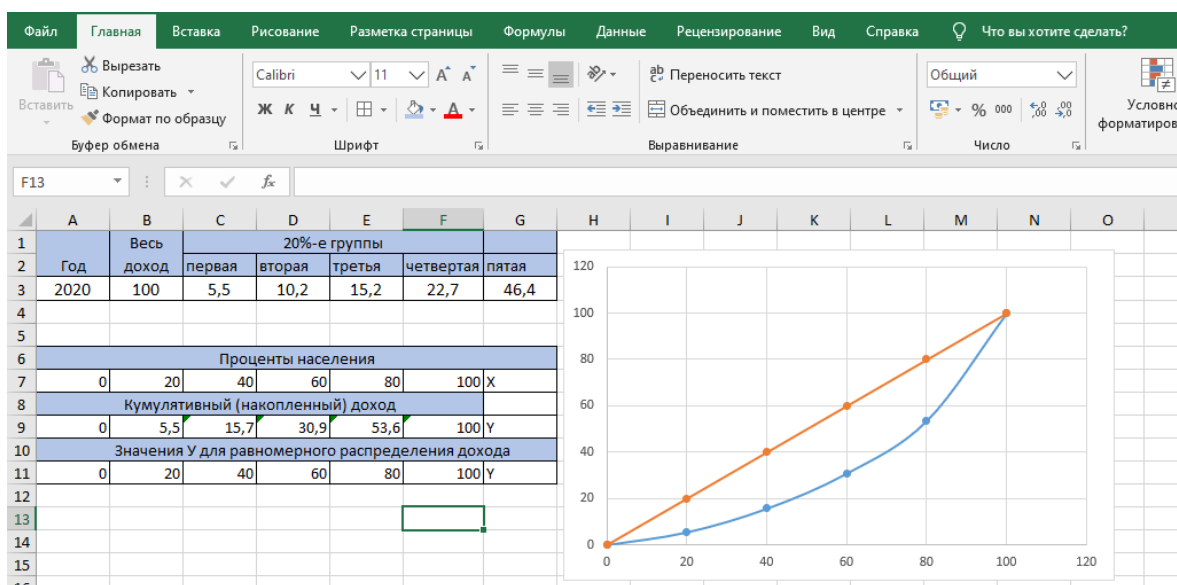 Файл Главная Вставка Рисование Разметка страницы Формулы Данные Рецензирование Вид Справка Что вы хотите сделать?
Вставить
Вырезать
Копировать
Формат по образцу
Буфер обмена
Calibri 11 А А
Ж К Ч А
Шрифт
ab Переносить текст
Объединить и поместить в центре
Выравнивание
Общий
% 000 ,00 ,00
Число
Условно
форматиров
F13 fx
A B C D E F G H I J K L M N O
1 Весь 20%-е группы
2 Год доход первая вторая третья четвертая пятая
3 2020 100 5,5 10,2 15,2 22,7 46,4
4
5
6 Проценты населения
7 0 20 40 60 80 100 X
8 Кумулятивный (накопленный) доход
9 0 5,5 15,7 30,9 53,6 100 Y
10 Значения У для равномерного распределения дохода
11 0 20 40 60 80 100 Y
12
13
14
15
120
100
80
60
40
20
0
0 20 40 60 80 100 120